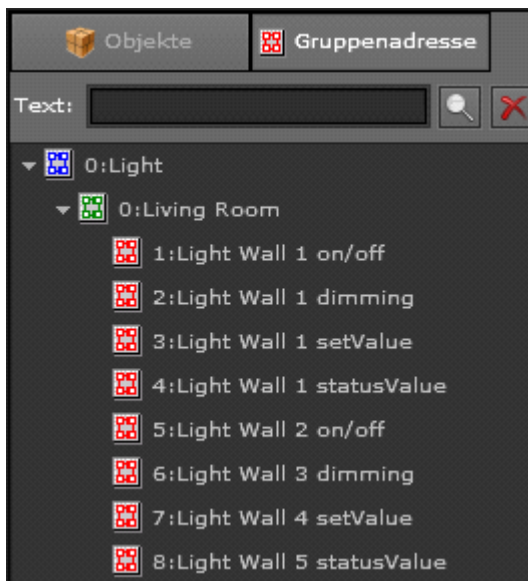 Objekte
Gruppenadresse
Text:
0:Light
0:Living Room
1:Light Wall 1 on/off
2:Light Wall 1 dimming
3:Light Wall 1 setValue
4:Light Wall 1 statusValue
5:Light Wall 2 on/off
6:Light Wall 3 dimming
7:Light Wall 4 setValue
8:Light Wall 5 statusValue